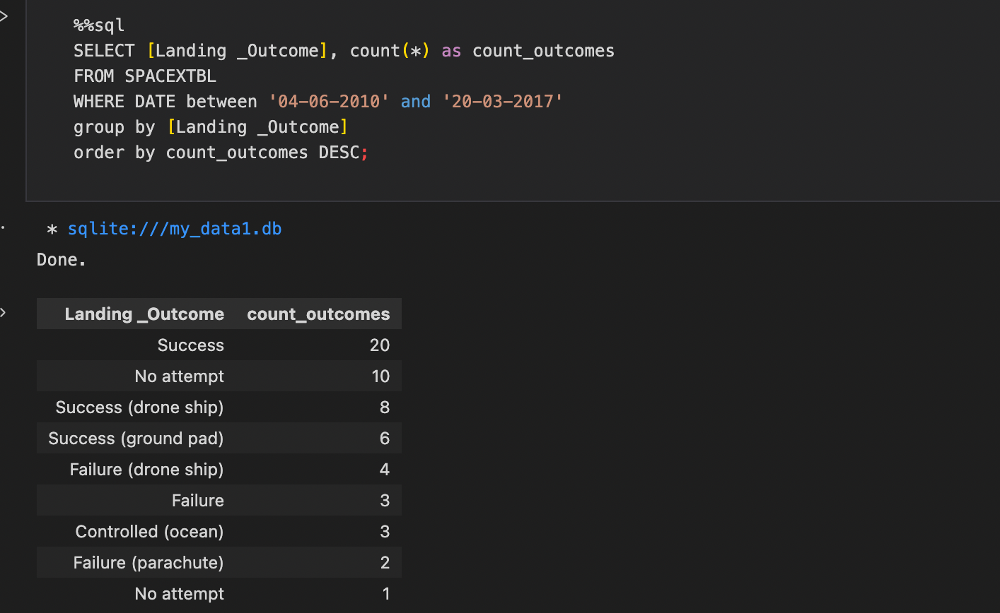 %%sql
SELECT [Landing _Outcome], count(*) as count_outcomes
FROM SPACEXTBL
WHERE DATE between '04-06-2010' and '20-03-2017'
group by [Landing _Outcome]
order by count_outcomes DESC;
* sqlite:///my_data1.db
Done.
Landing _Outcome count_outcomes
Success 20
No attempt 10
Success (drone ship) 8
Success (ground pad) 6
Failure (drone ship) 4
Failure 3
Controlled (ocean) 3
Failure (parachute) 2
No attempt 1